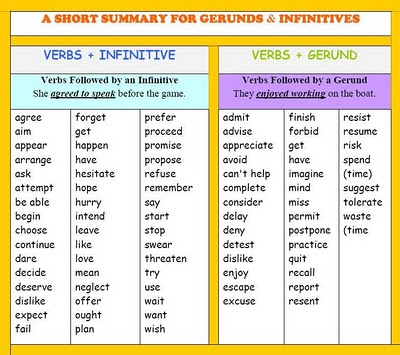 A SHORT SUMMARY FOR GERUNDS & INFINITIVES
VERBS + INFINITIVE
Verbs Followed by an Infinitive
She agreed to speak before the game.
agree
aim
appear
arrange
ask
attempt
be able
begin
choose
continue
dare
decide
deserve
dislike
expect
fail
forget
get
happen
have
hesitate
hope
hurry
intend
leave
like
love
mean
neglect
offer
ought
plan
prefer
proceed
promise
propose
refuse
remember
say
start
stop
swear
threaten
try
use
wait
want
wish
VERBS + GERUND
Verbs Followed by a Gerund
They enjoyed working on the boat.
admit
advise
appreciate
avoid
can't help
complete
consider
delay
deny
detest
dislike
enjoy
escape
excuse
finish
forbid
get
have
imagine
mind
miss
permit
postpone
practice
quit
recall
report
resent
resist
resume
risk
spend
(time)
suggest
tolerate
waste
(time